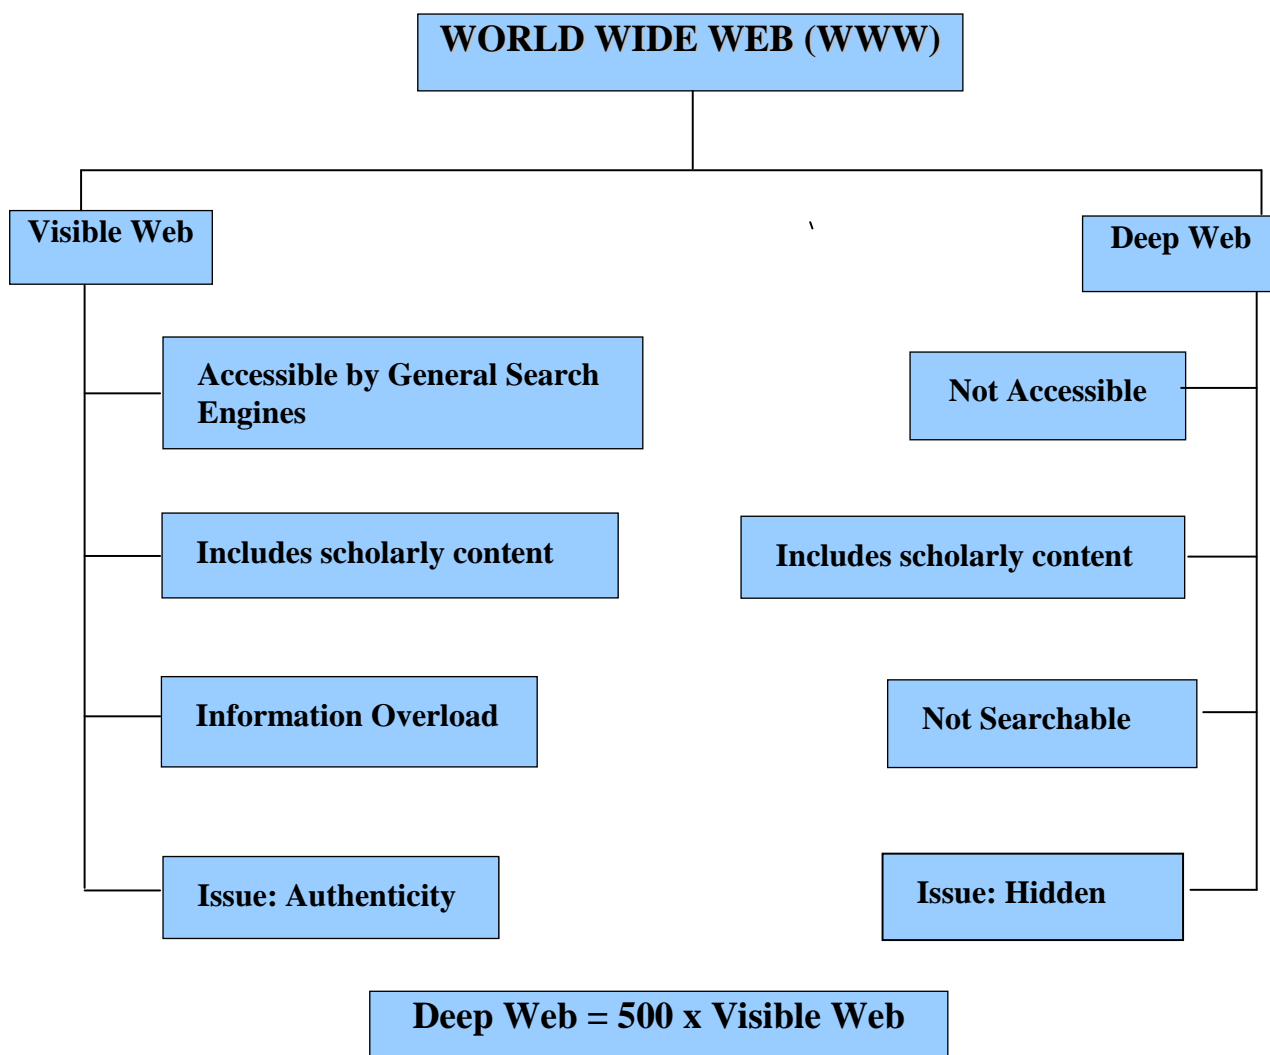 WORLD WIDE WEB (WWW)
Visible Web
Deep Web
Accessible by General Search
Engines
Not Accessible
Includes scholarly content
Includes scholarly content
Information Overload
Not Searchable
Issue: Authenticity
Issue: Hidden
Deep Web = 500 x Visible Web